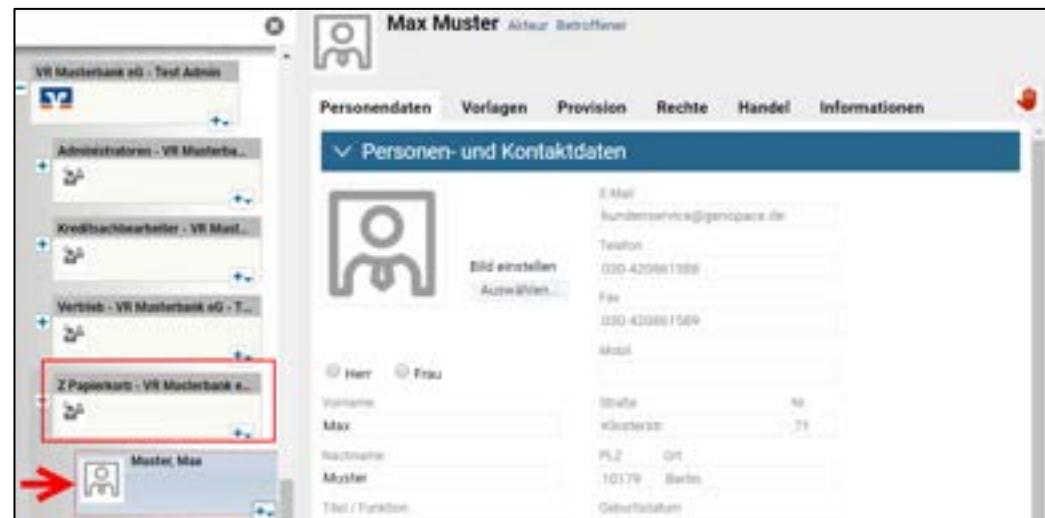 VR Musterbank eG - Test Admin
Administratoren - VR Musterba...
Kreditsachbearbeiter - VR Must...
Vertrieb - VR Musterbank eG - T...
Z Papierkorb - VR Musterbank e...
Muster, Max
Max Muster Akteur Betroffener
Personendaten Vorlagen Provision Rechte Handel Informationen
Personen- und Kontaktdaten
Bild einstellen
Auswählen...
Herr Frau
Vorname
Max
Nachname
Muster
Titel / Funktion
E-Mail
kundenservice@genopace.de
Telefon
030 420861588
Fax
030 420861589
Mobil
Straße Nr.
Klosterstr. 71
PLZ Ort
10179 Berlin
Geburtsdatum